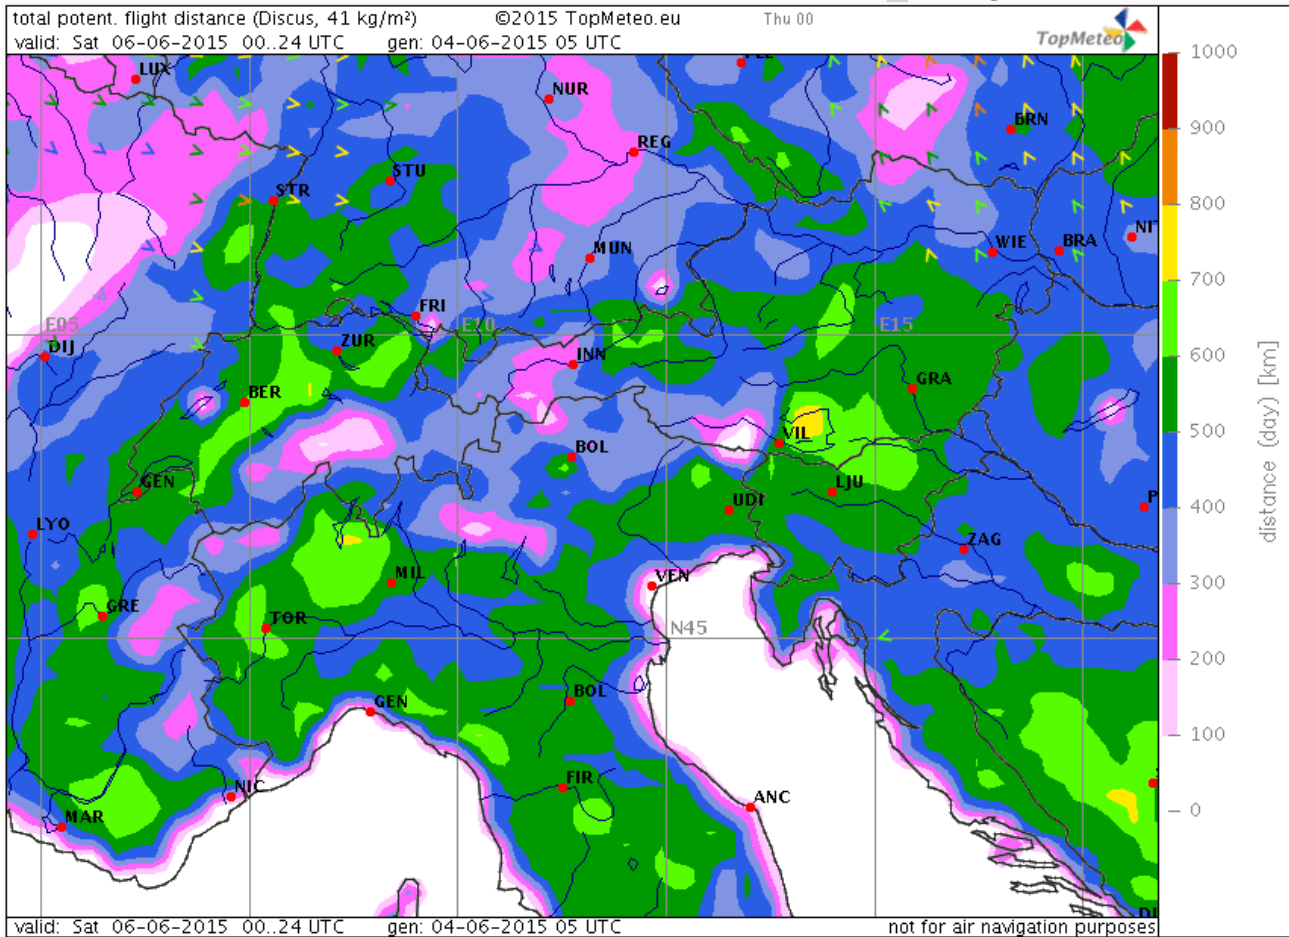 total potent. flight distance (Discus, 41 kg/m²) ©2015 TopMeteo.eu Thu 00
valid: Sat 06-06-2015 00..24 UTC gen: 04-06-2015 05 UTC
TopMeteo
1000
LUX
NUR
900
BRN
REG
STU
STR
800
NIT
WIE
BRA
MUN
700
FRI
E05
E10
E15
DIJ
ZUR
INN
600
GRA
BER
VIL
500
BOL
GEN
LJU
UDI
P
LYO
400
ZAG
MIL
VEN
300
GRE
TOR
N45
200
BOL
GEN
100
FIR
NIC
ANC
0
MAR
distance (day) [km]
valid: Sat 06-06-2015 00..24 UTC gen: 04-06-2015 05 UTC not for air navigation purposes